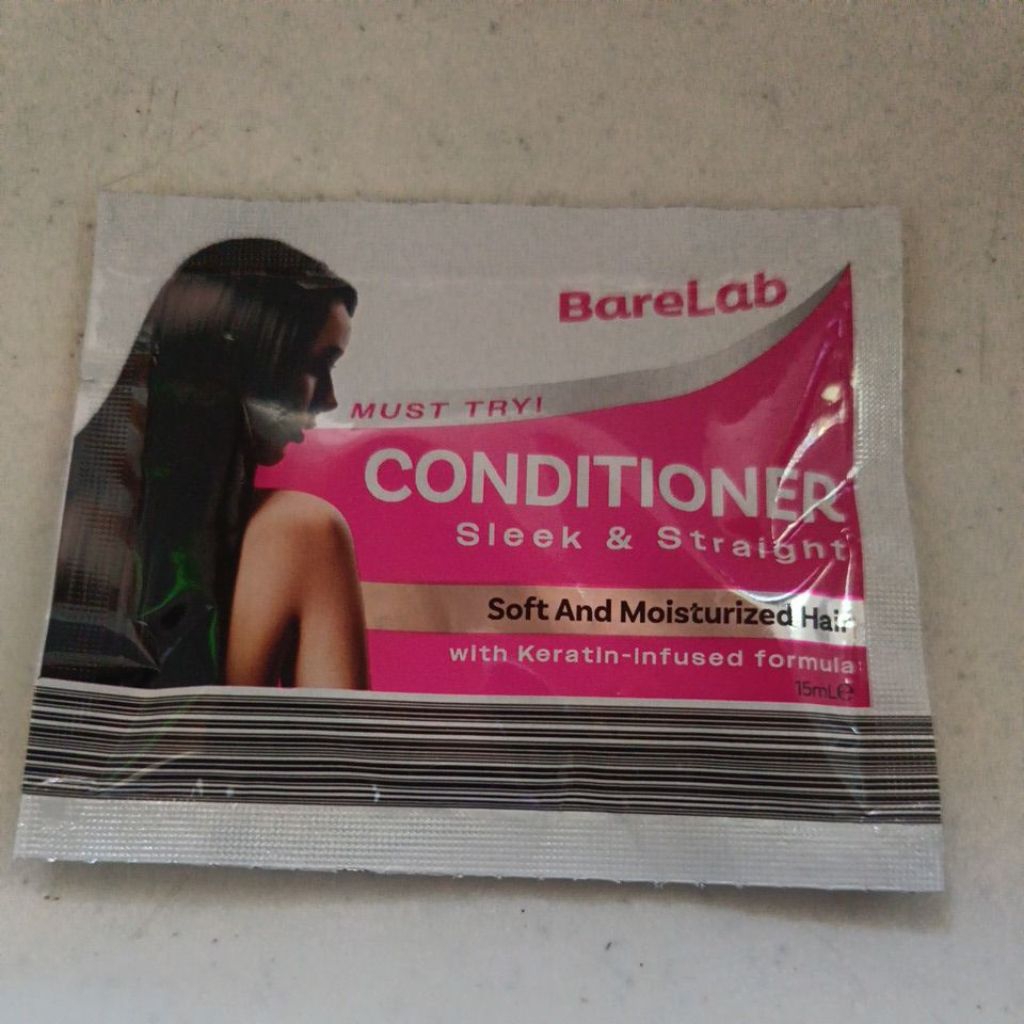 BareLab
MUST TRY!
CONDITIONER
Sleek & Straight
Soft And Moisturized Hair
with Keratin-Infused formula
15mL℮